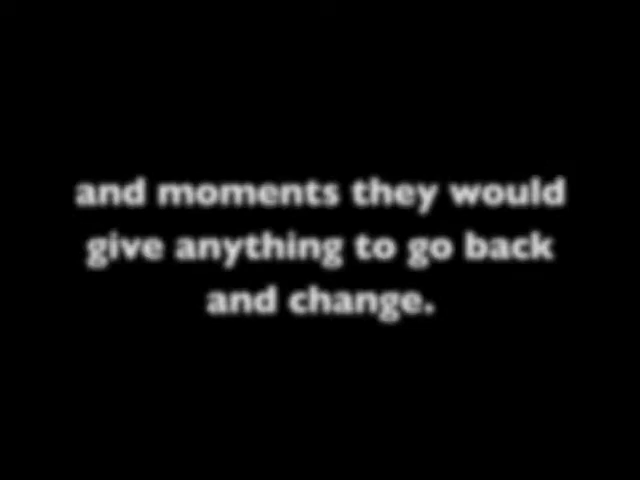 and moments they would
give anything to go back
and change.